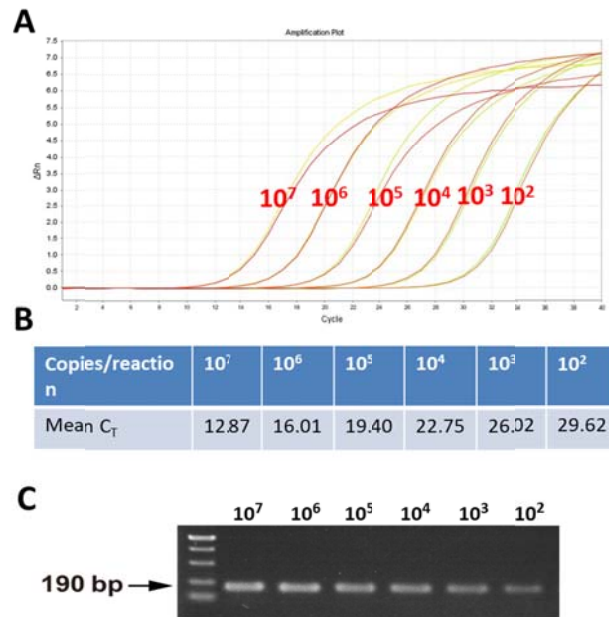 A
Amplification Plot
7.5
7.0
6.5
6.0
5.5
5.0
4.5
4.0
3.5
3.0
2.5
2.0
1.5
1.0
0.5
0.0
ΔRn
10⁷ 10⁶ 10⁵ 10⁴ 10³ 10²
2 4 6 8 10 12 14 16 18 20 22 24 26 28 30 32 34 36 38 40
Cycle
B
Copies/reactio 10⁷ 10⁶ 10⁵ 10⁴ 10³ 10²
n
Mean C_T 12.87 16.01 19.40 22.75 26.02 29.62
C
10⁷ 10⁶ 10⁵ 10⁴ 10³ 10²
190 bp